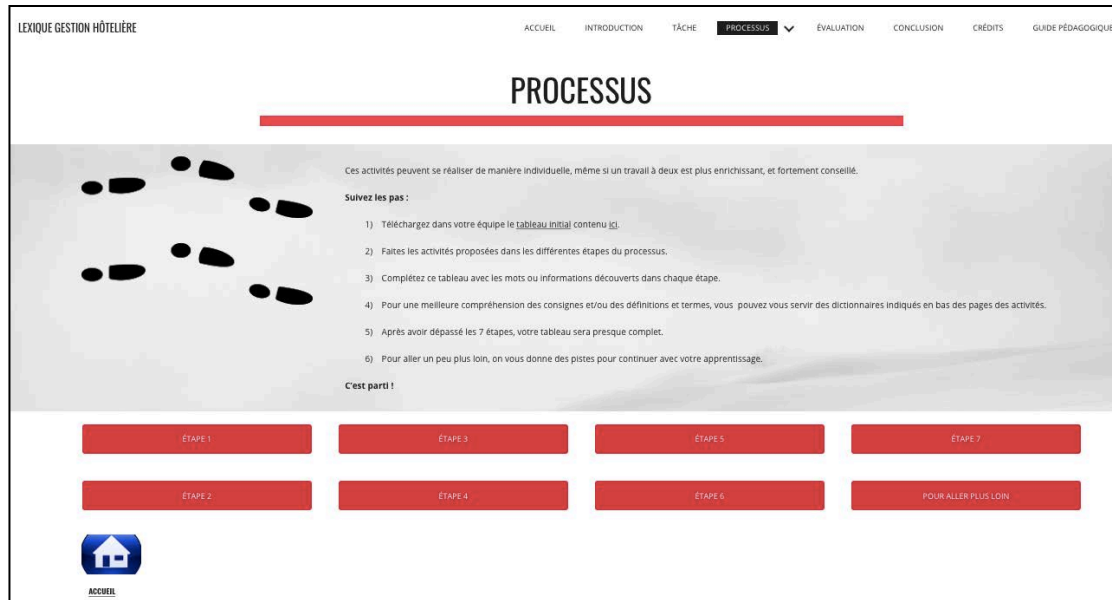 LEXIQUE GESTION HÔTELIÈRE
ACCUEIL INTRODUCTION TÂCHE PROCESSUS ÉVALUATION CONCLUSION CRÉDITS GUIDE PÉDAGOGIQUE
PROCESSUS
Ces activités peuvent se réaliser de manière individuelle, même si un travail à deux est plus enrichissant, et fortement conseillé.
Suivez les pas :
1) Téléchargez dans votre équipe le tableau initial contenu ici.
2) Faites les activités proposées dans les différentes étapes du processus.
3) Complétez ce tableau avec les mots ou informations découverts dans chaque étape.
4) Pour une meilleure compréhension des consignes et/ou des définitions et termes, vous pouvez vous servir des dictionnaires indiqués en bas des pages des activités.
5) Après avoir dépassé les 7 étapes, votre tableau sera presque complet.
6) Pour aller un peu plus loin, on vous donne des pistes pour continuer avec votre apprentissage.
C'est parti !
ÉTAPE 1 ÉTAPE 3 ÉTAPE 5 ÉTAPE 7
ÉTAPE 2 ÉTAPE 4 ÉTAPE 6 POUR ALLER PLUS LOIN
ACCUEIL